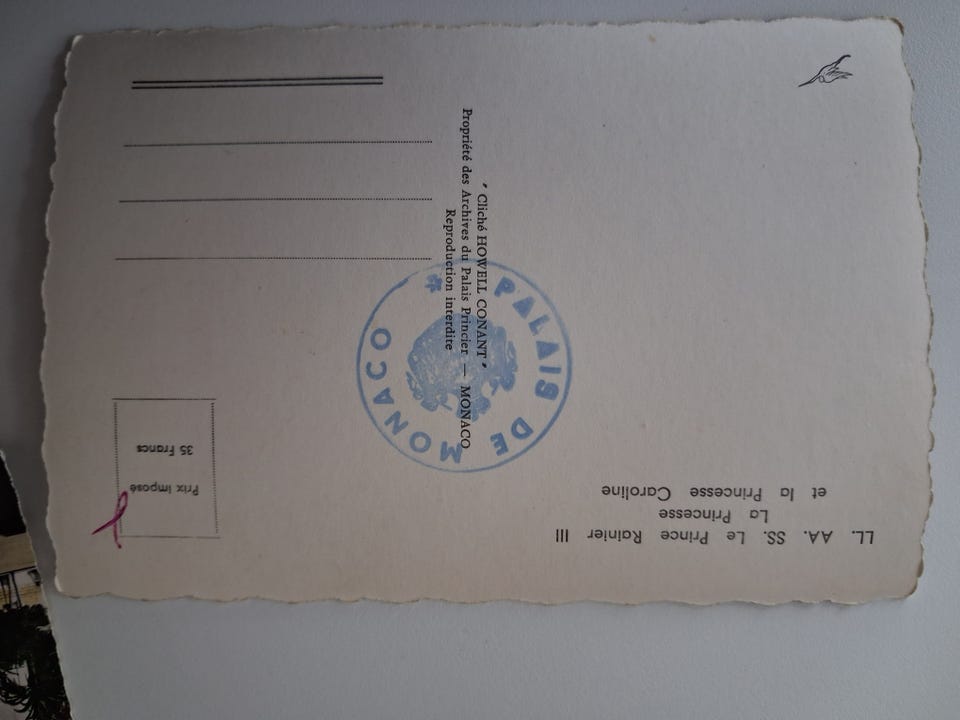 LL. AA. SS. Le Prince Rainier III
La Princesse
et la Princesse Caroline
" Cliché HOWELL CONANT "
Propriété des Archives du Palais Princier — MONACO
Reproduction interdite
* PALAIS DE MONACO
Prix imposé
35 Francs